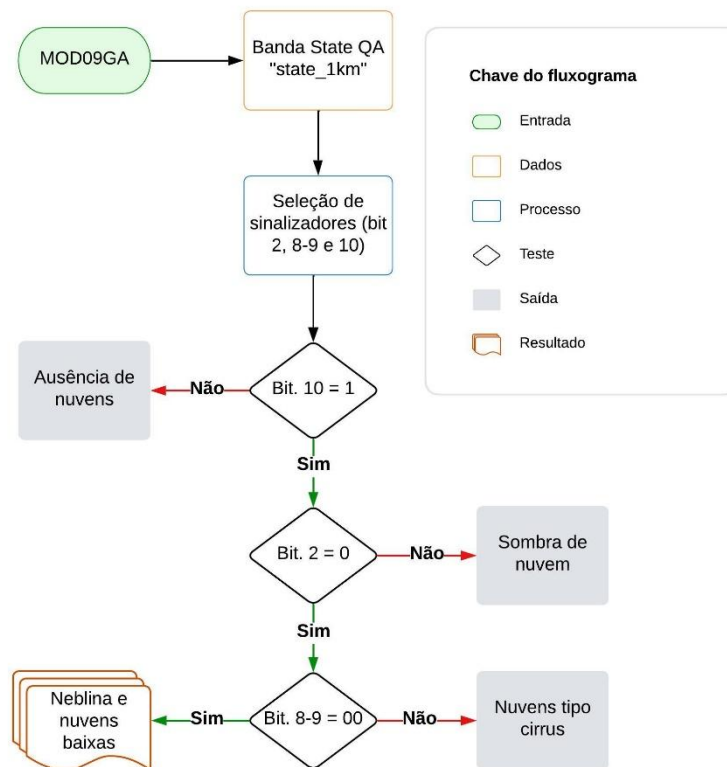 MOD09GA
Banda State QA
"state_1km"
Seleção de
sinalizadores (bit
2, 8-9 e 10)
Bit. 10 = 1
Não
Ausência de
nuvens
Sim
Bit. 2 = 0
Não
Sombra de
nuvem
Sim
Bit. 8-9 = 00
Sim
Neblina e
nuvens
baixas
Não
Nuvens tipo
cirrus
Chave do fluxograma
Entrada
Dados
Processo
Teste
Saída
Resultado